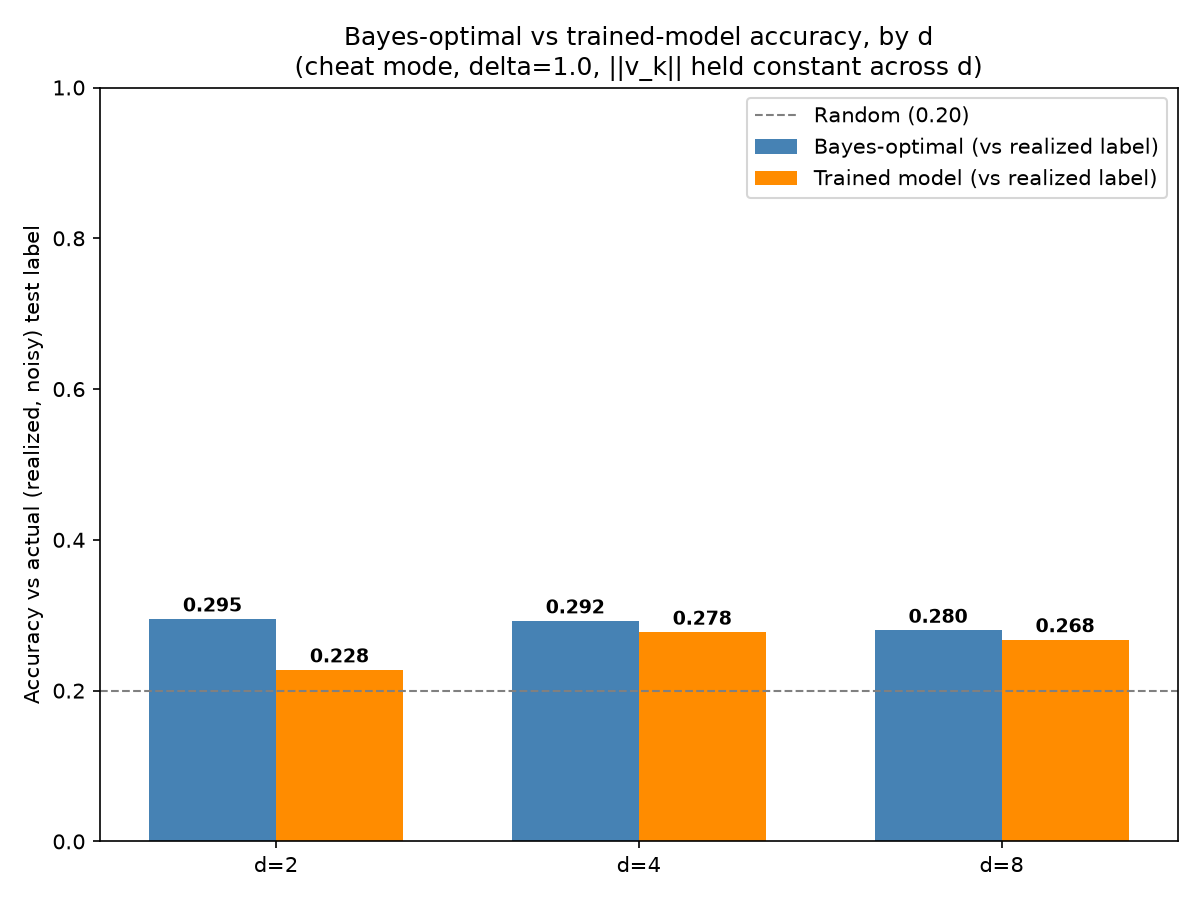 Bayes-optimal vs trained-model accuracy, by d
(cheat mode, delta=1.0, ||v_k|| held constant across d)
Random (0.20)
Bayes-optimal (vs realized label)
Trained model (vs realized label)
Accuracy vs actual (realized, noisy) test label
1.0
0.8
0.6
0.4
0.2
0.0
0.295
0.228
0.292
0.278
0.280
0.268
d=2
d=4
d=8